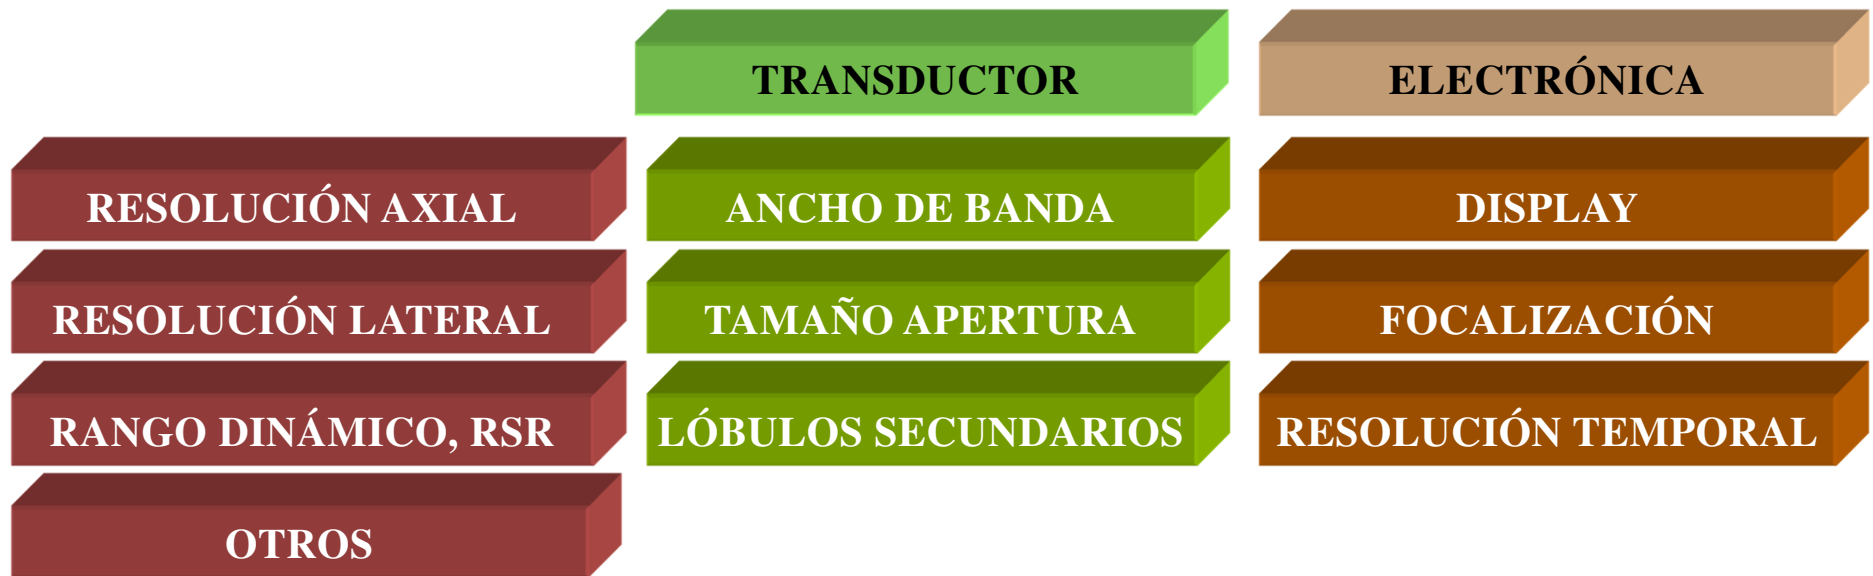 TRANSDUCTOR
ELECTRÓNICA
RESOLUCIÓN AXIAL
ANCHO DE BANDA
DISPLAY
RESOLUCIÓN LATERAL
TAMAÑO APERTURA
FOCALIZACIÓN
RANGO DINÁMICO, RSR
LÓBULOS SECUNDARIOS
RESOLUCIÓN TEMPORAL
OTROS